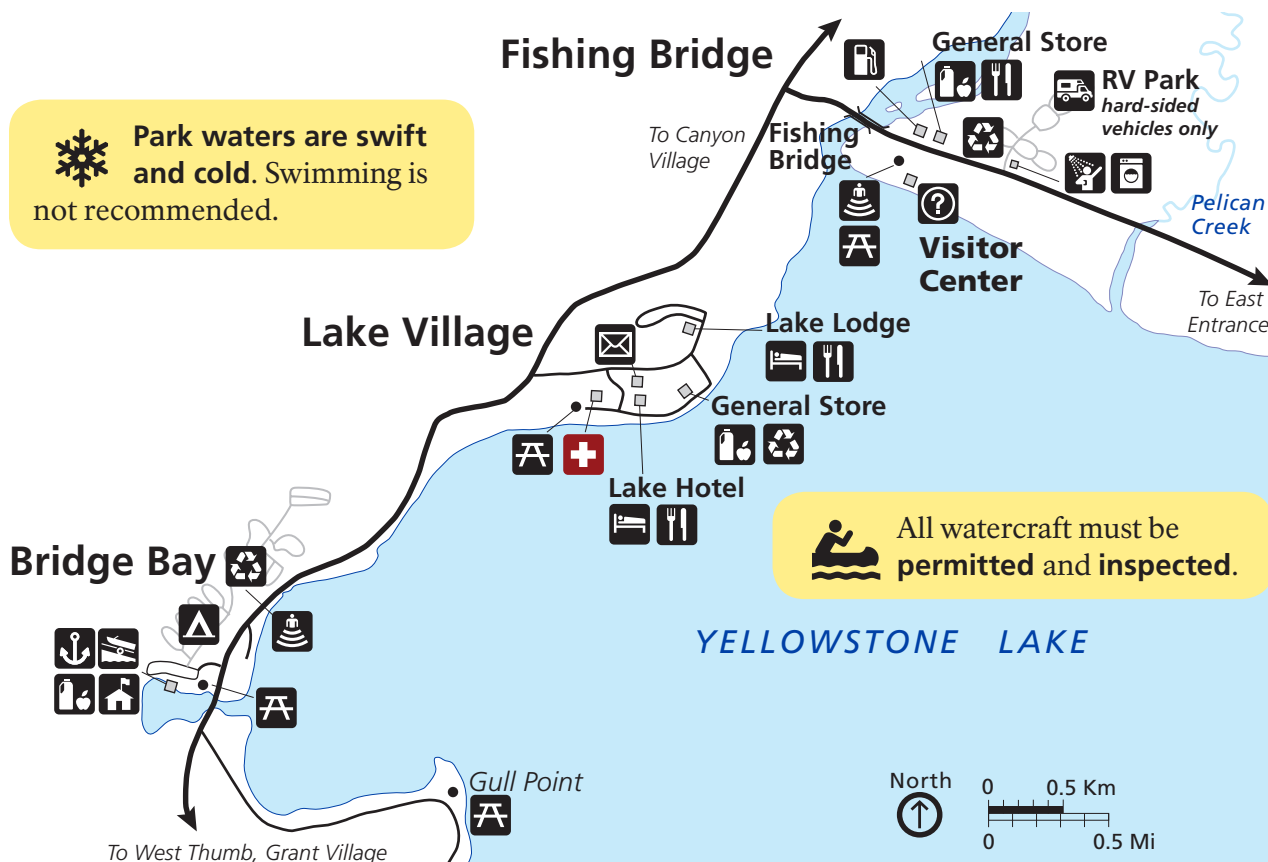 Fishing Bridge
General Store
RV Park
hard-sided
vehicles only
Park waters are swift
and cold. Swimming is
not recommended.
To Canyon
Village
Fishing
Bridge
?
Pelican
Creek
Visitor
Center
To East
Entrance
Lake Village
Lake Lodge
General Store
Lake Hotel
All watercraft must be
permitted and inspected.
Bridge Bay
YELLOWSTONE LAKE
Gull Point
North
0 0.5 Km
0 0.5 Mi
To West Thumb, Grant Village